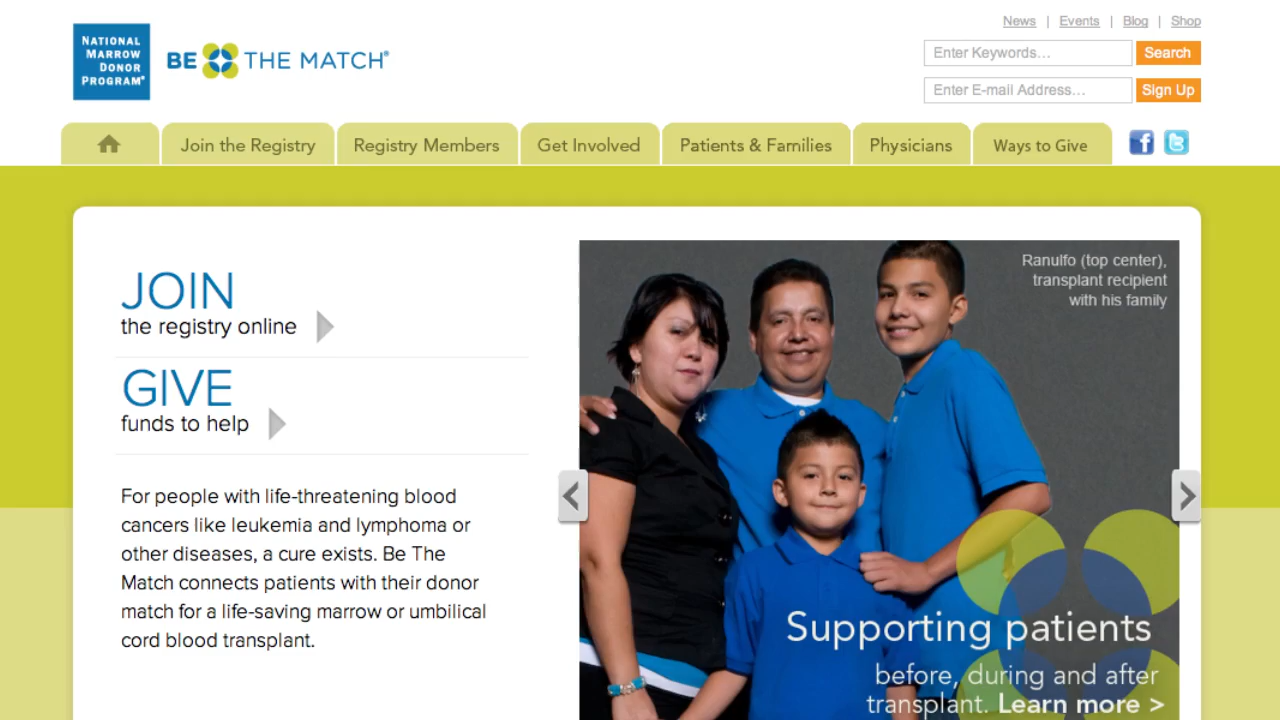 News | Events | Blog | Shop
NATIONAL
MARROW
DONOR
PROGRAM®
BE THE MATCH®
Enter Keywords...
Search
Enter E-mail Address...
Sign Up
Join the Registry
Registry Members
Get Involved
Patients & Families
Physicians
Ways to Give
f
t
JOIN
the registry online
GIVE
funds to help
For people with life-threatening blood
cancers like leukemia and lymphoma or
other diseases, a cure exists. Be The
Match connects patients with their donor
match for a life-saving marrow or umbilical
cord blood transplant.
Ranulfo (top center),
transplant recipient
with his family
Supporting patients
before, during and after
transplant. Learn more >